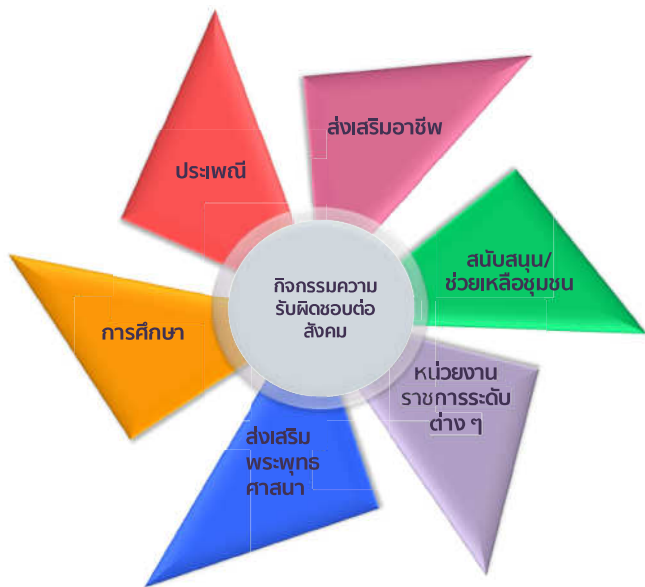 ส่งเสริมอาชีพ
สนับสนุน/
ช่วยเหลือชุมชน
หน่วยงาน
ราชการระดับ
ต่าง ๆ
ส่งเสริม
พระพุทธ
ศาสนา
การศึกษา
ประเพณี
กิจกรรมความ
รับผิดชอบต่อ
สังคม